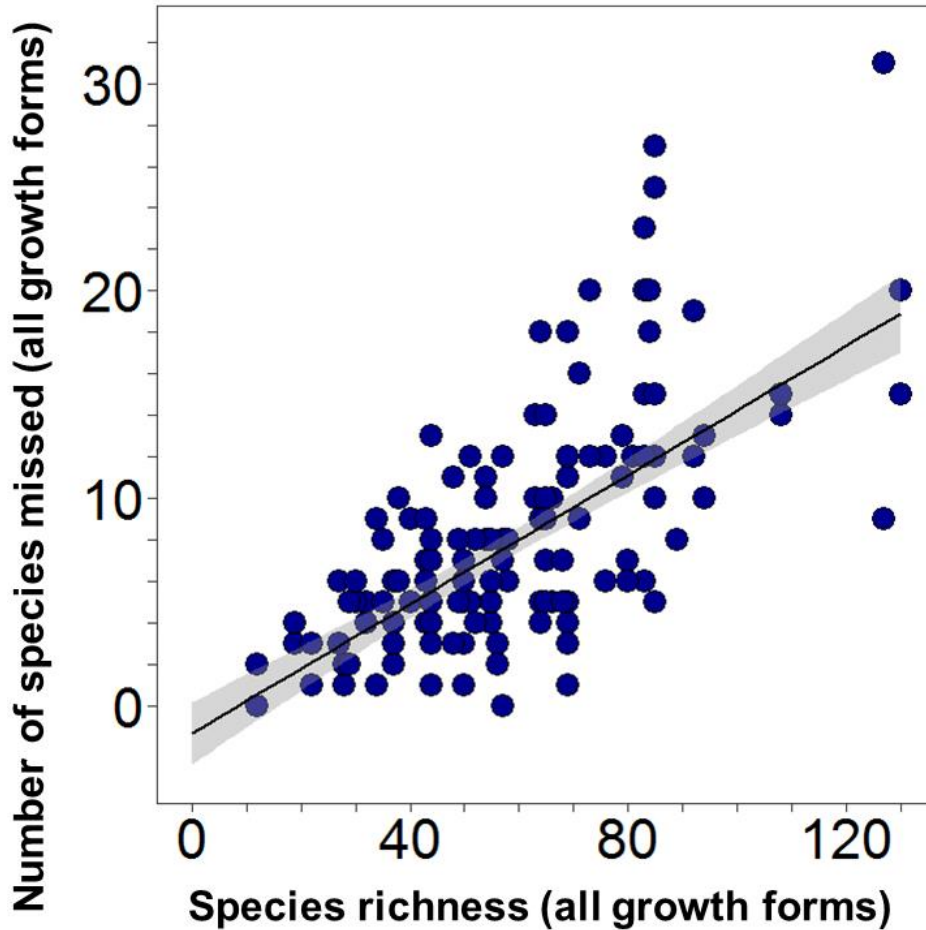 Number of species missed (all growth forms)
30
20
10
0
0 40 80 120
Species richness (all growth forms)